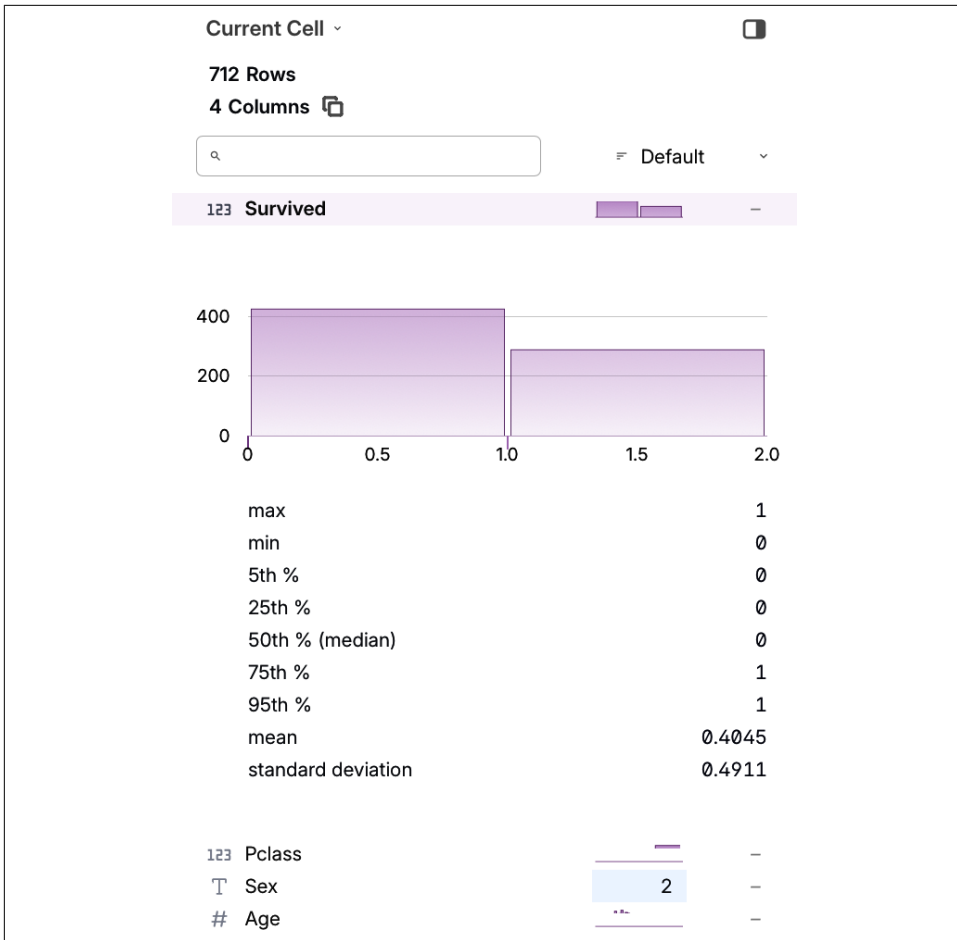 Current Cell
712 Rows
4 Columns
Default
123 Survived
400
200
0
0 0.5 1.0 1.5 2.0
max 1
min 0
5th % 0
25th % 0
50th % (median) 0
75th % 1
95th % 1
mean 0.4045
standard deviation 0.4911
123 Pclass –
T Sex 2 –
# Age –